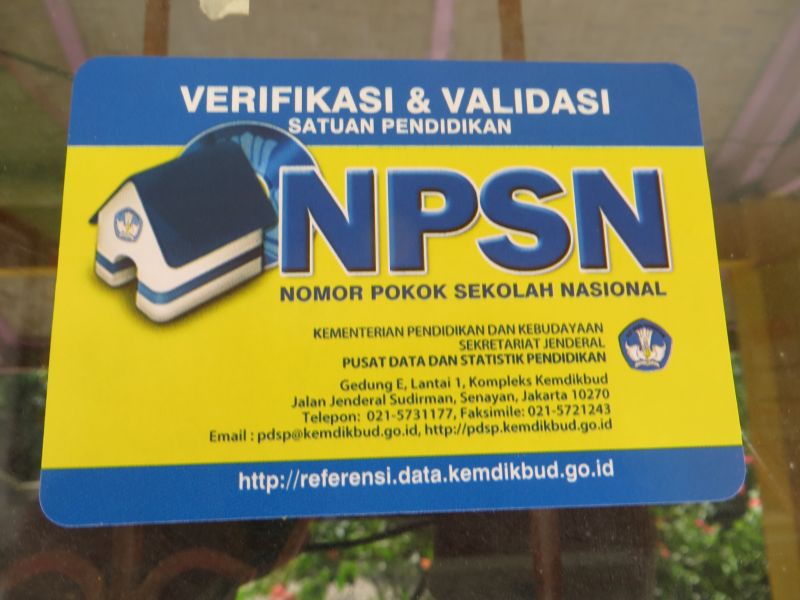 VERIFIKASI & VALIDASI
SATUAN PENDIDIKAN
NPSN
NOMOR POKOK SEKOLAH NASIONAL
KEMENTERIAN PENDIDIKAN DAN KEBUDAYAAN
SEKRETARIAT JENDERAL
PUSAT DATA DAN STATISTIK PENDIDIKAN
Gedung E, Lantai 1, Kompleks Kemdikbud
Jalan Jenderal Sudirman, Senayan, Jakarta 10270
Telepon: 021-5731177, Faksimile: 021-5721243
Email : pdsp@kemdikbud.go.id, http://pdsp.kemdikbud.go.id
http://referensi.data.kemdikbud.go.id